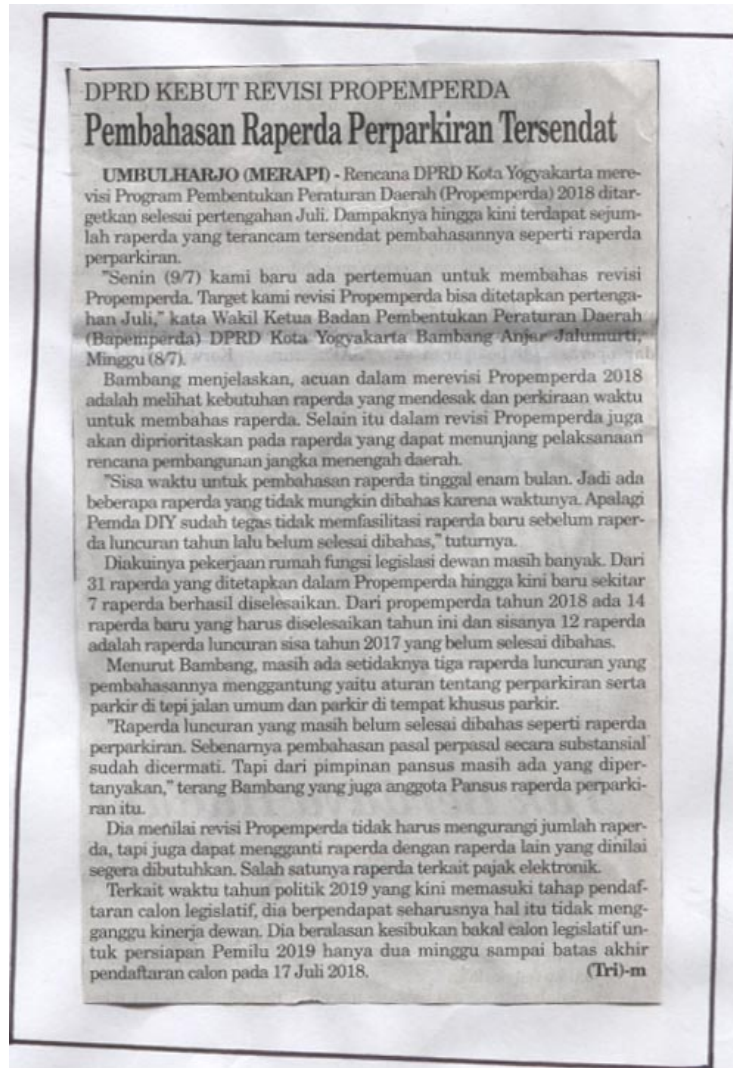 DPRD KEBUT REVISI PROPEMPERDA
Pembahasan Raperda Perparkiran Tersendat
UMBULHARJO (MERAPI) - Rencana DPRD Kota Yogyakarta mere-
visi Program Pembentukan Peraturan Daerah (Propemperda) 2018 ditar-
getkan selesai pertengahan Juli. Dampaknya hingga kini terdapat sejum-
lah raperda yang terancam tersendat pembahasannya seperti raperda
perparkiran.
"Senin (9/7) kami baru ada pertemuan untuk membahas revisi
Propemperda. Target kami revisi Propemperda bisa ditetapkan pertenga-
han Juli," kata Wakil Ketua Badan Pembentukan Peraturan Daerah
(Bapemperda) DPRD Kota Yogyakarta Bambang Anjar Jalumurti,
Minggu (8/7).
Bambang menjelaskan, acuan dalam merevisi Propemperda 2018
adalah melihat kebutuhan raperda yang mendesak dan perkiraan waktu
untuk membahas raperda. Selain itu dalam revisi Propemperda juga
akan diprioritaskan pada raperda yang dapat menunjang pelaksanaan
rencana pembangunan jangka menengah daerah.
"Sisa waktu untuk pembahasan raperda tinggal enam bulan. Jadi ada
beberapa raperda yang tidak mungkin dibahas karena waktunya. Apalagi
Pemda DIY sudah tegas tidak memfasilitasi raperda baru sebelum raper-
da luncuran tahun lalu belum selesai dibahas," tuturnya.
Diakuinya pekerjaan rumah fungsi legislasi dewan masih banyak. Dari
31 raperda yang ditetapkan dalam Propemperda hingga kini baru sekitar
7 raperda berhasil diselesaikan. Dari propemperda tahun 2018 ada 14
raperda baru yang harus diselesaikan tahun ini dan sisanya 12 raperda
adalah raperda luncuran sisa tahun 2017 yang belum selesai dibahas.
Menurut Bambang, masih ada setidaknya tiga raperda luncuran yang
pembahasannya menggantung yaitu aturan tentang perparkiran serta
parkir di tepi jalan umum dan parkir di tempat khusus parkir.
"Raperda luncuran yang masih belum selesai dibahas seperti raperda
perparkiran. Sebenarnya pembahasan pasal perpasal secara substansial
sudah dicermati. Tapi dari pimpinan pansus masih ada yang diper-
tanyakan," terang Bambang yang juga anggota Pansus raperda perparki-
ran itu.
Dia menilai revisi Propemperda tidak harus mengurangi jumlah raper-
da, tapi juga dapat mengganti raperda dengan raperda lain yang dinilai
segera dibutuhkan. Salah satunya raperda terkait pajak elektronik.
Terkait waktu tahun politik 2019 yang kini memasuki tahap pendaf-
taran calon legislatif, dia berpendapat seharusnya hal itu tidak meng-
ganggu kinerja dewan. Dia beralasan kesibukan bakal calon legislatif un-
tuk persiapan Pemilu 2019 hanya dua minggu sampai batas akhir
pendaftaran calon pada 17 Juli 2018. (Tri)-m